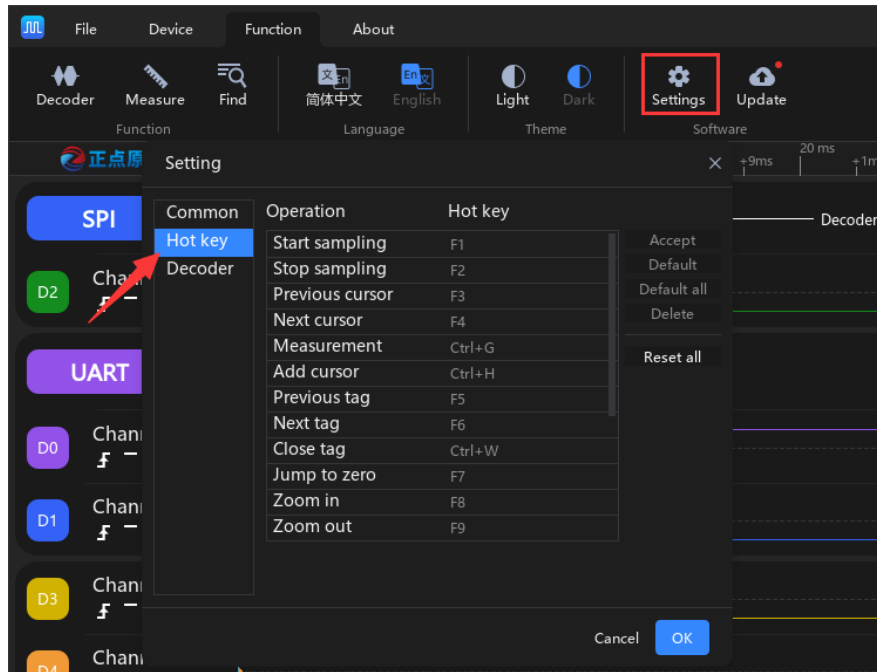 File Device Function About
Decoder Measure Find 简体中文 English Light Dark Settings Update
Function Language Theme Software
正点原 Setting +9ms 20 ms
SPI Common Operation Hot key Decoder
Hot key Start sampling F1 Accept
Decoder Stop sampling F2 Default
D2 Previous cursor F3 Default all
Next cursor F4 Delete
Measurement Ctrl+G Reset all
UART Add cursor Ctrl+H
Previous tag F5
Next tag F6
D0 Close tag Ctrl+W
Jump to zero F7
Zoom in F8
D1 Zoom out F9
D3
Cancel OK
D4